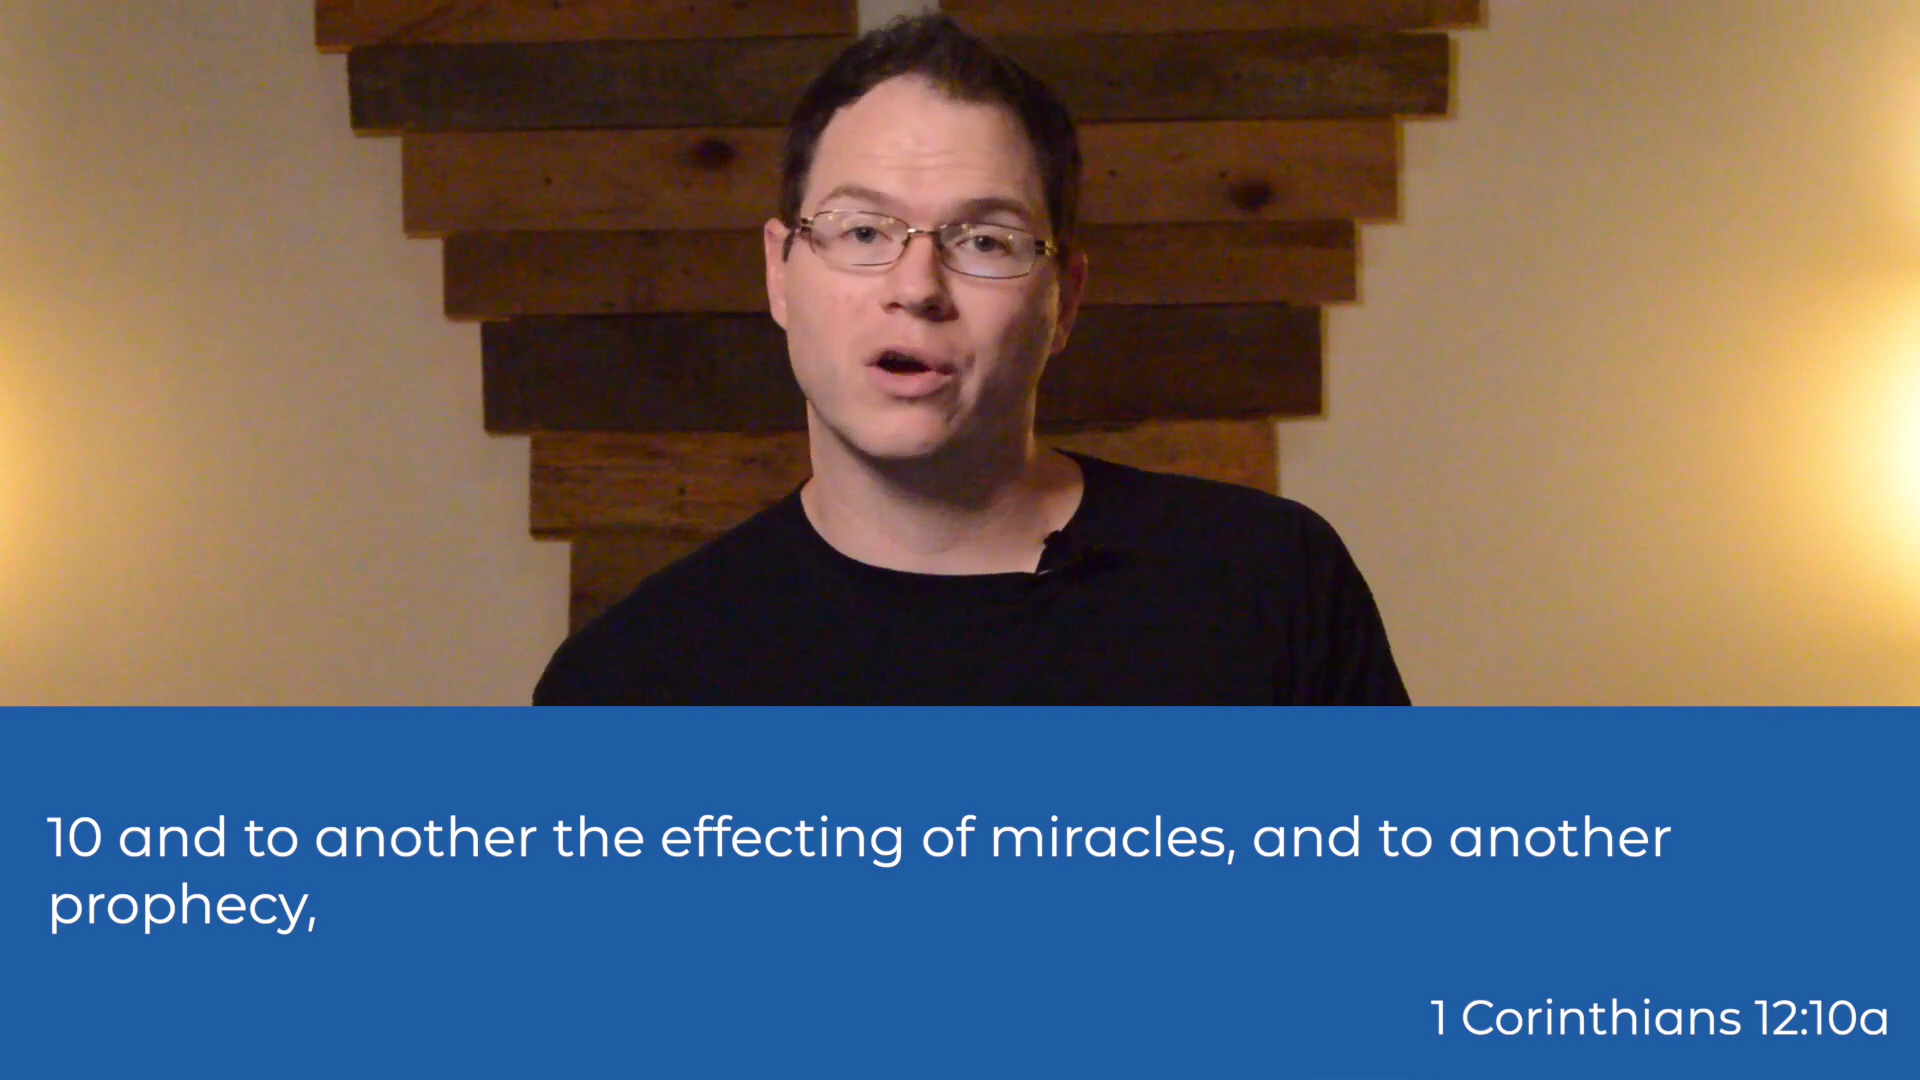 10 and to another the effecting of miracles, and to another
prophecy,
1 Corinthians 12:10a